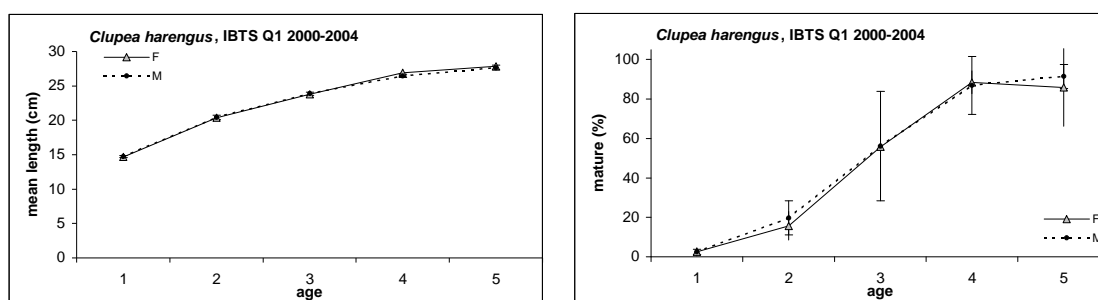 Clupea harengus, IBTS Q1 2000-2004
F
M
30
25
20
15
10
5
0
mean length (cm)
1 2 3 4 5
age
Clupea harengus, IBTS Q1 2000-2004
100
80
60
40
20
0
mature (%)
F
M
1 2 3 4 5
age